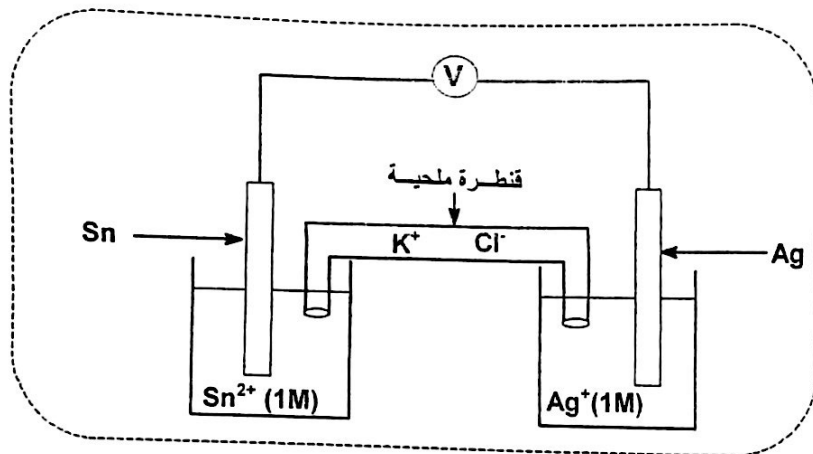 V
قنطرة ملحية
Sn
K⁺ Cl⁻
Ag
Sn²⁺ (1M)
Ag⁺(1M)